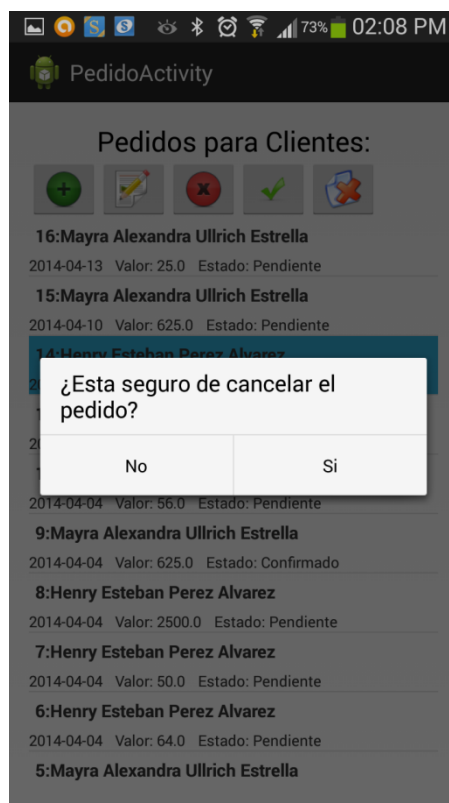 73% 02:08 PM
PedidoActivity
Pedidos para Clientes:
16:Mayra Alexandra Ullrich Estrella
2014-04-13 Valor: 25.0 Estado: Pendiente
15:Mayra Alexandra Ullrich Estrella
2014-04-10 Valor: 625.0 Estado: Pendiente
14:Henry Esteban Perez Alvarez
¿Esta seguro de cancelar el
pedido?
No Si
2014-04-04 Valor: 56.0 Estado: Pendiente
9:Mayra Alexandra Ullrich Estrella
2014-04-04 Valor: 625.0 Estado: Confirmado
8:Henry Esteban Perez Alvarez
2014-04-04 Valor: 2500.0 Estado: Pendiente
7:Henry Esteban Perez Alvarez
2014-04-04 Valor: 50.0 Estado: Pendiente
6:Henry Esteban Perez Alvarez
2014-04-04 Valor: 64.0 Estado: Pendiente
5:Mayra Alexandra Ullrich Estrella